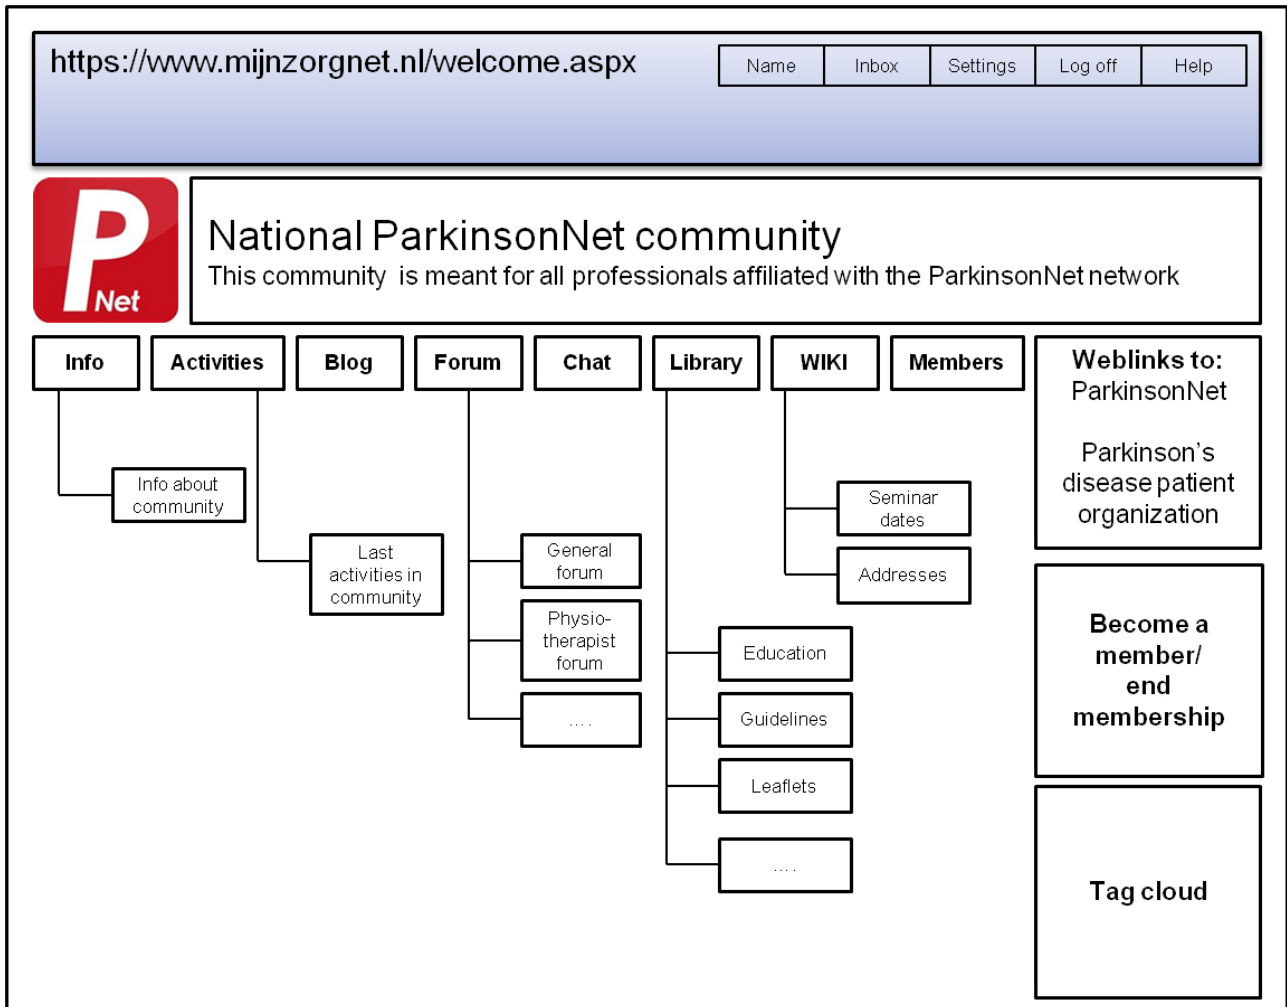 https://www.mijnzorgnet.nl/welcome.aspx
Name
Inbox
Settings
Log off
Help
P
Net
National ParkinsonNet community
This community is meant for all professionals affiliated with the ParkinsonNet network
Info
Activities
Blog
Forum
Chat
Library
WIKI
Members
Info about
community
Last
activities in
community
General
forum
Physio-
therapist
forum
....
Education
Guidelines
Leaflets
....
Seminar
dates
Addresses
Weblinks to:
ParkinsonNet
Parkinson’s
disease patient
organization
Become a
member/
end
membership
Tag cloud